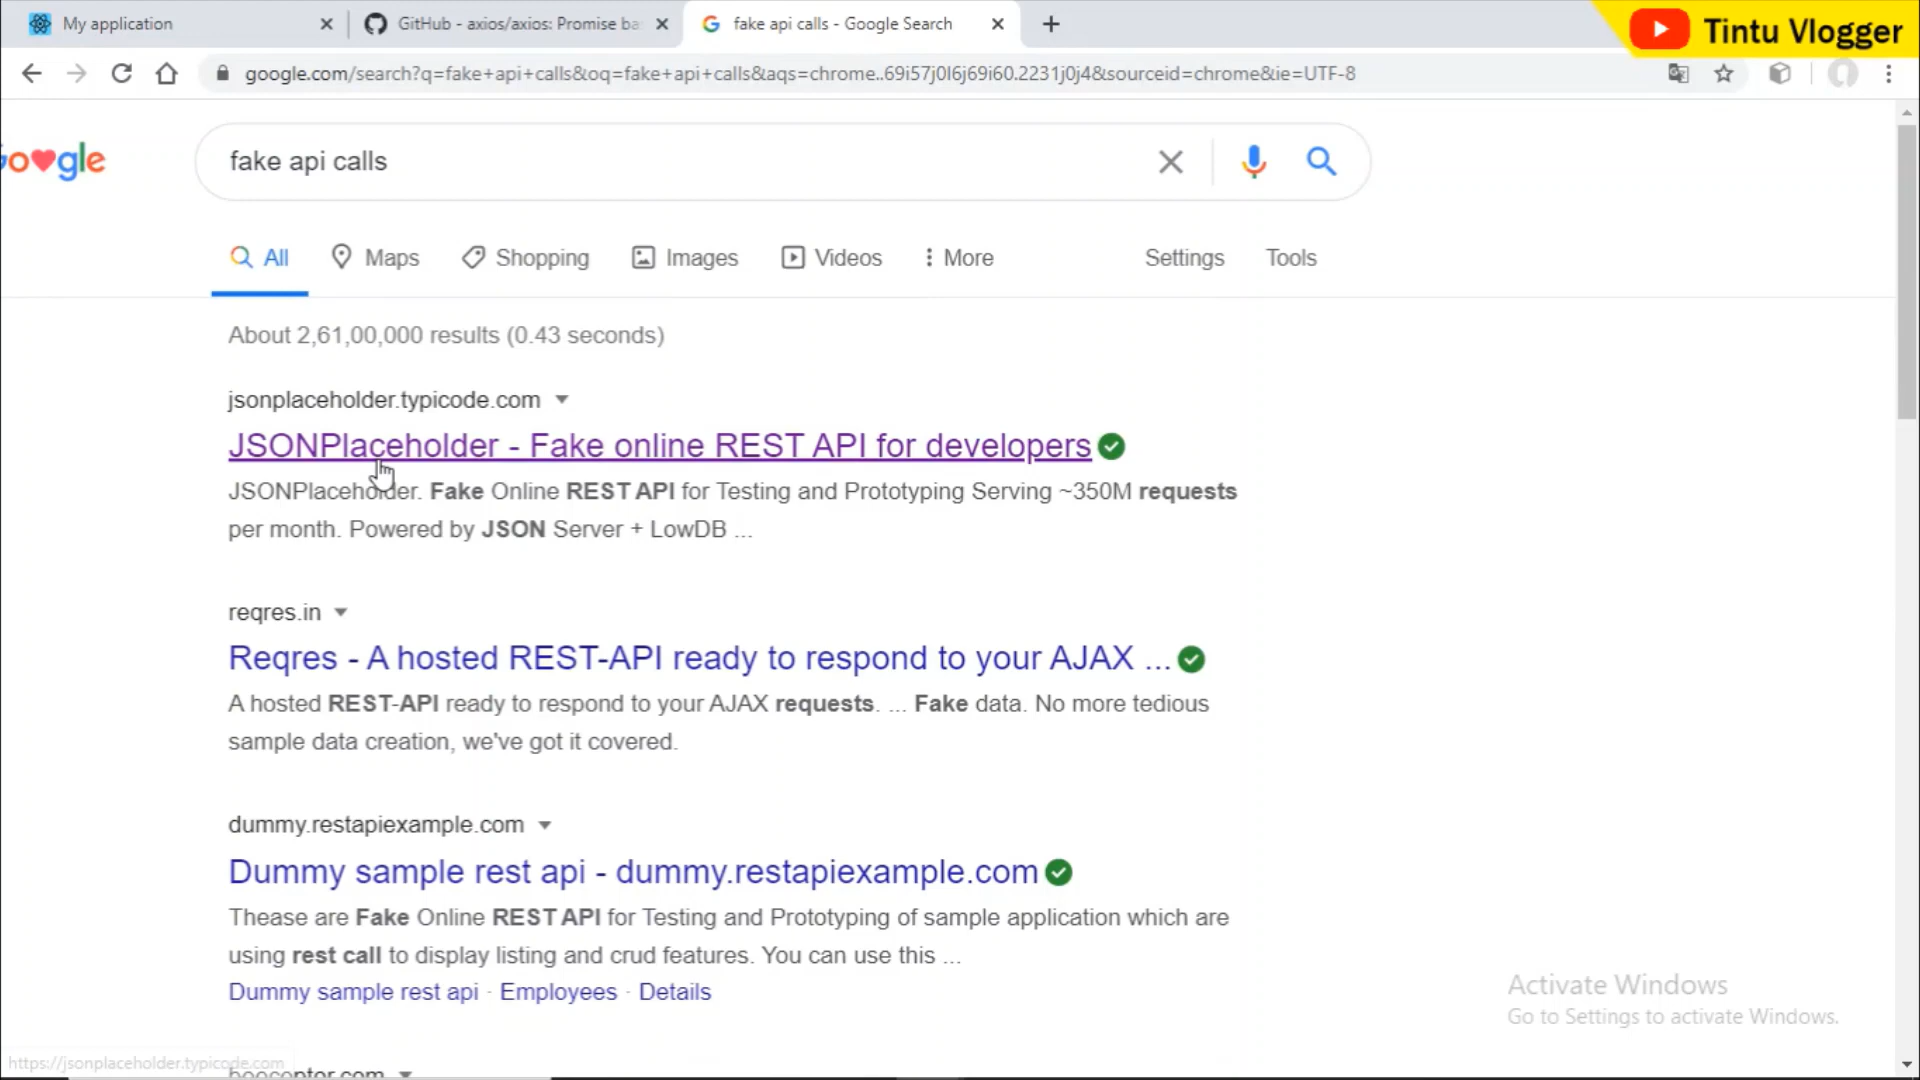 My application
GitHub - axios/axios: Promise ba
fake api calls - Google Search
Tintu Vlogger
google.com/search?q=fake+api+calls&oq=fake+api+calls&aqs=chrome..69i57j0l6j69i60.2231j0j4&sourceid=chrome&ie=UTF-8
Google
fake api calls
All
Maps
Shopping
Images
Videos
More
Settings
Tools
About 2,61,00,000 results (0.43 seconds)
jsonplaceholder.typicode.com
JSONPlaceholder - Fake online REST API for developers
JSONPlaceholder. Fake Online REST API for Testing and Prototyping Serving ~350M requests
per month. Powered by JSON Server + LowDB ...
reqres.in
Reqres - A hosted REST-API ready to respond to your AJAX ...
A hosted REST-API ready to respond to your AJAX requests. ... Fake data. No more tedious
sample data creation, we've got it covered.
dummy.restapiexample.com
Dummy sample rest api - dummy.restapiexample.com
Thease are Fake Online REST API for Testing and Prototyping of sample application which are
using rest call to display listing and crud features. You can use this ...
Dummy sample rest api · Employees · Details
Activate Windows
Go to Settings to activate Windows.
https://jsonplaceholder.typicode.com